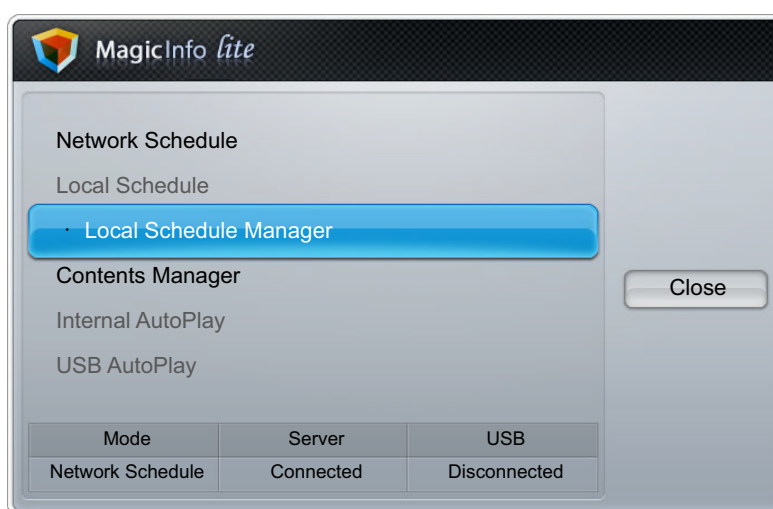 MagicInfo lite
Network Schedule
Local Schedule
· Local Schedule Manager
Contents Manager
Close
Internal AutoPlay
USB AutoPlay
Mode Server USB
Network Schedule Connected Disconnected